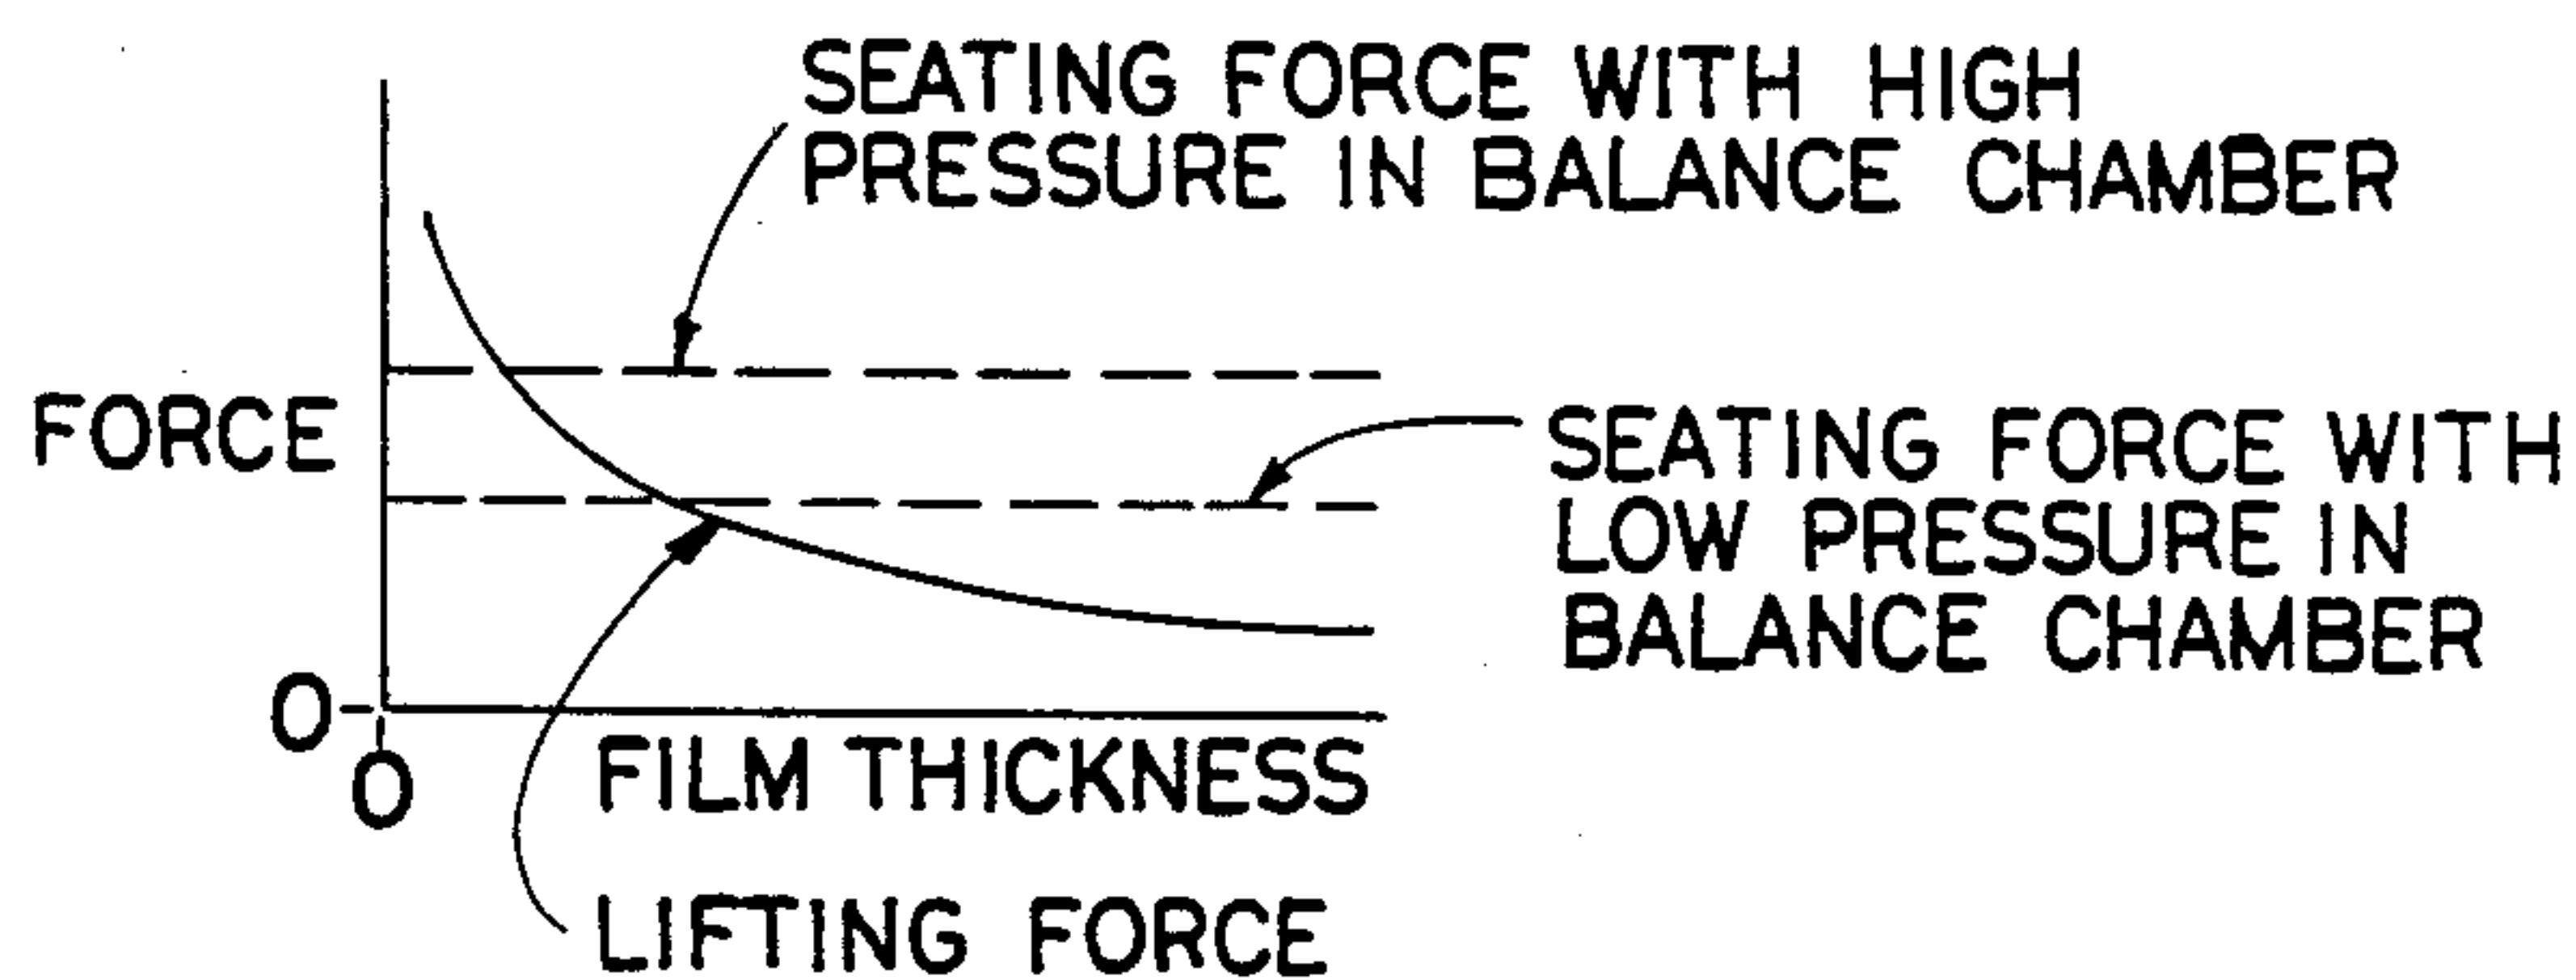 SEATING FORCE WITH HIGH
PRESSURE IN BALANCE CHAMBER
FORCE
SEATING FORCE WITH
LOW PRESSURE IN
BALANCE CHAMBER
0
0
FILM THICKNESS
LIFTING FORCE